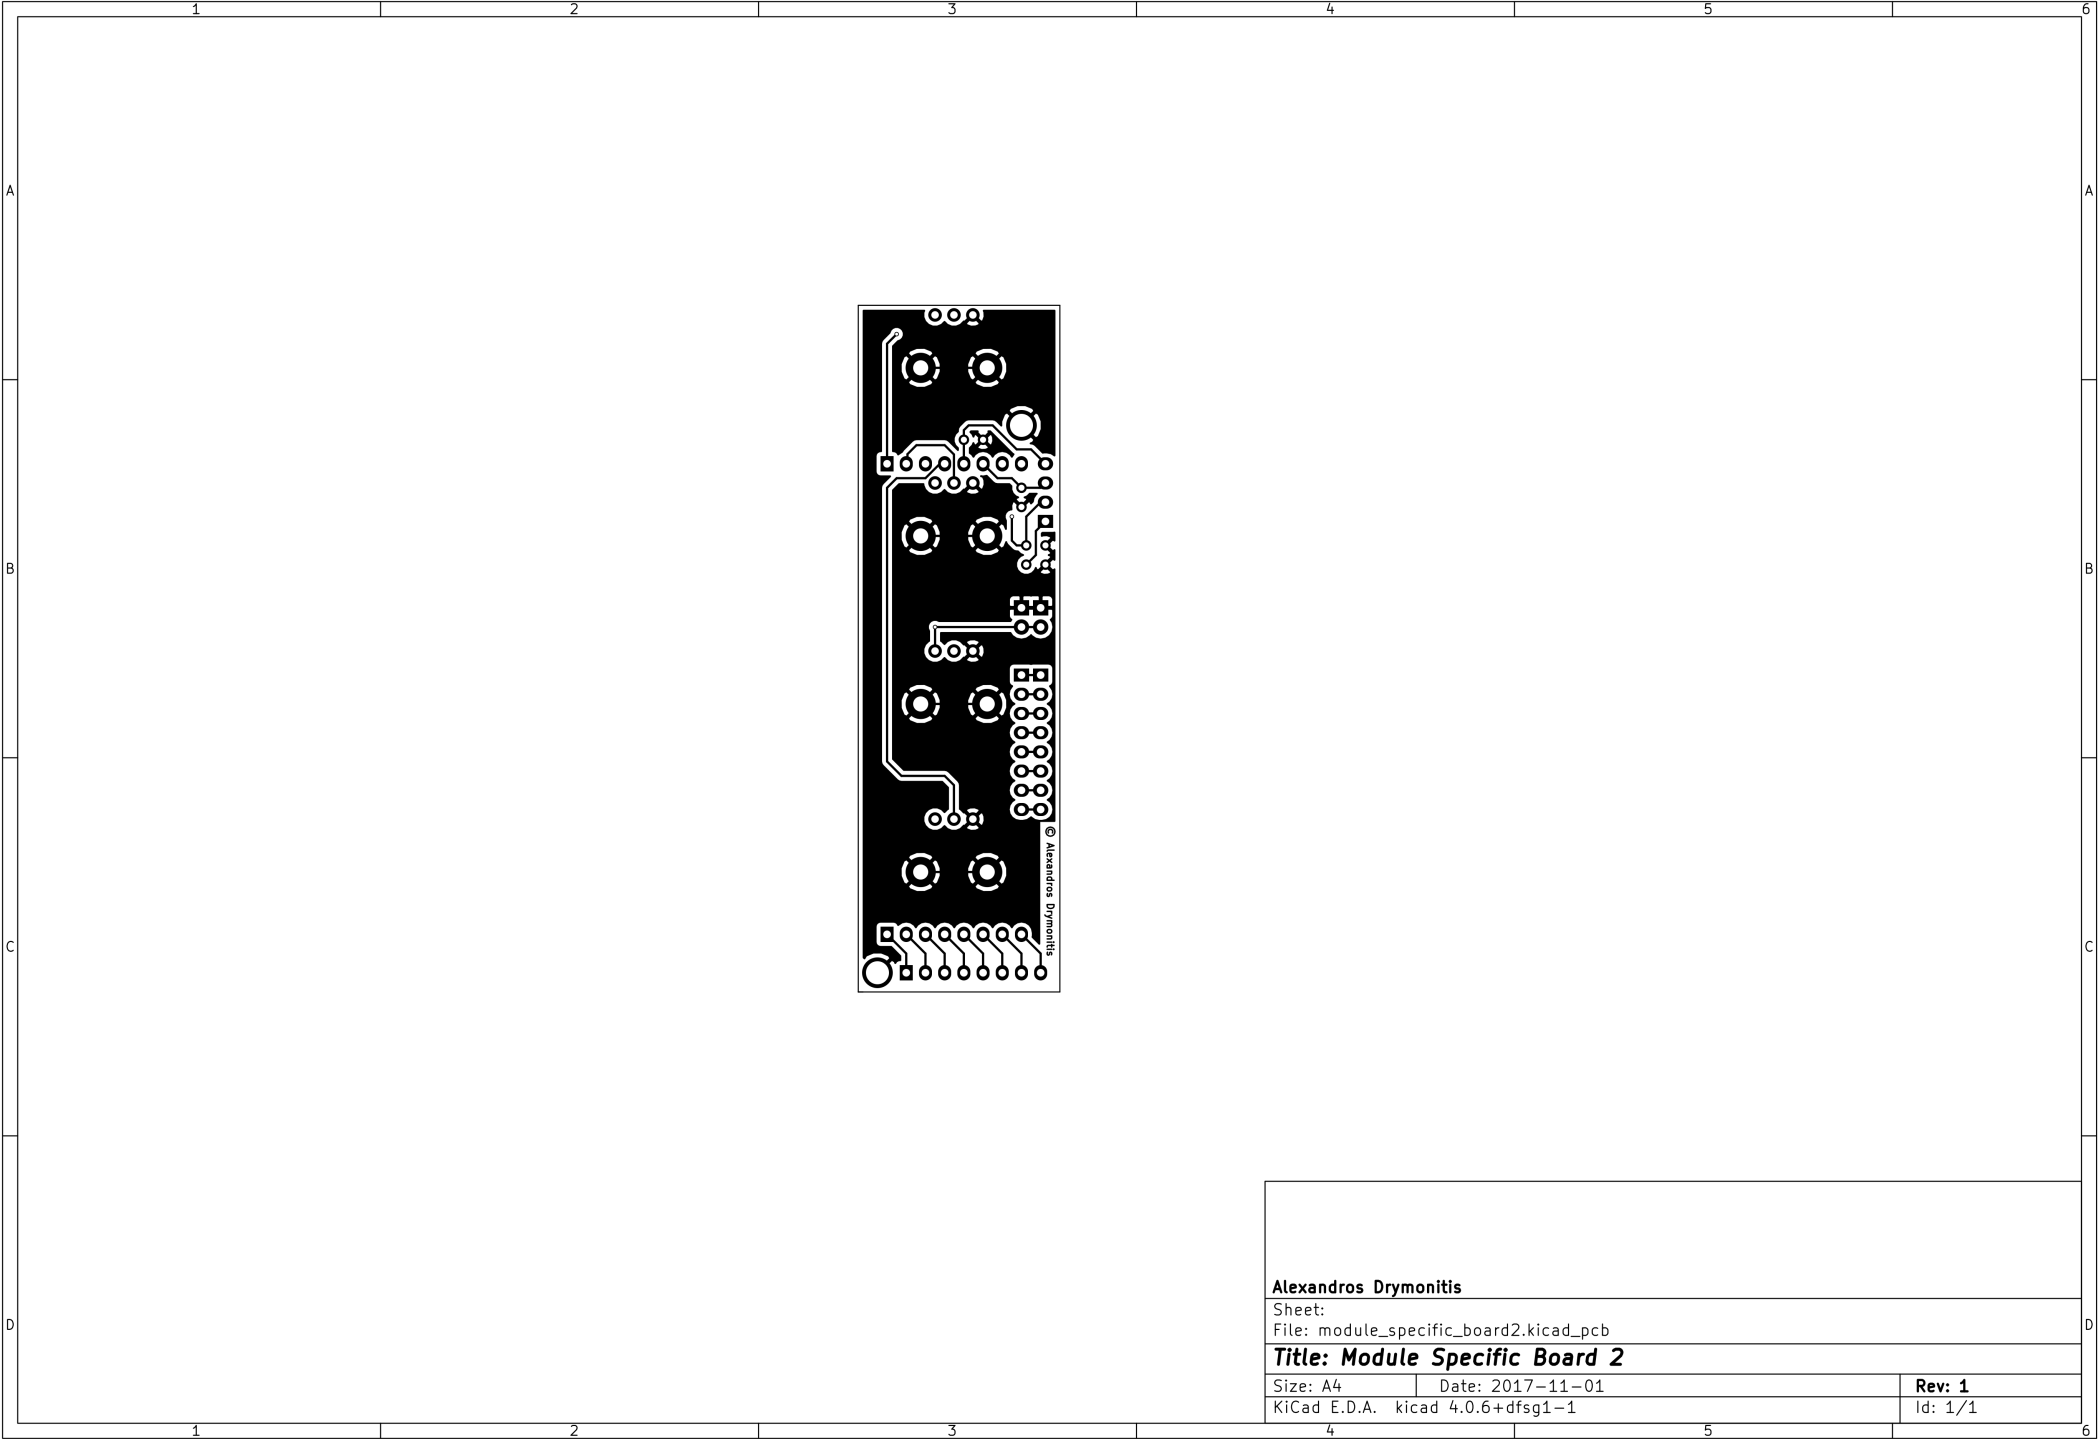 1 2 3 4 5 6
A A
B B
© Alexandros Drymonitis
C C
Alexandros Drymonitis
Sheet:
File: module_specific_board2.kicad_pcb
D D
Title: Module Specific Board 2
Size: A4 Date: 2017-11-01 Rev: 1
KiCad E.D.A. kicad 4.0.6+dfsg1-1 Id: 1/1
1 2 3 4 5 6